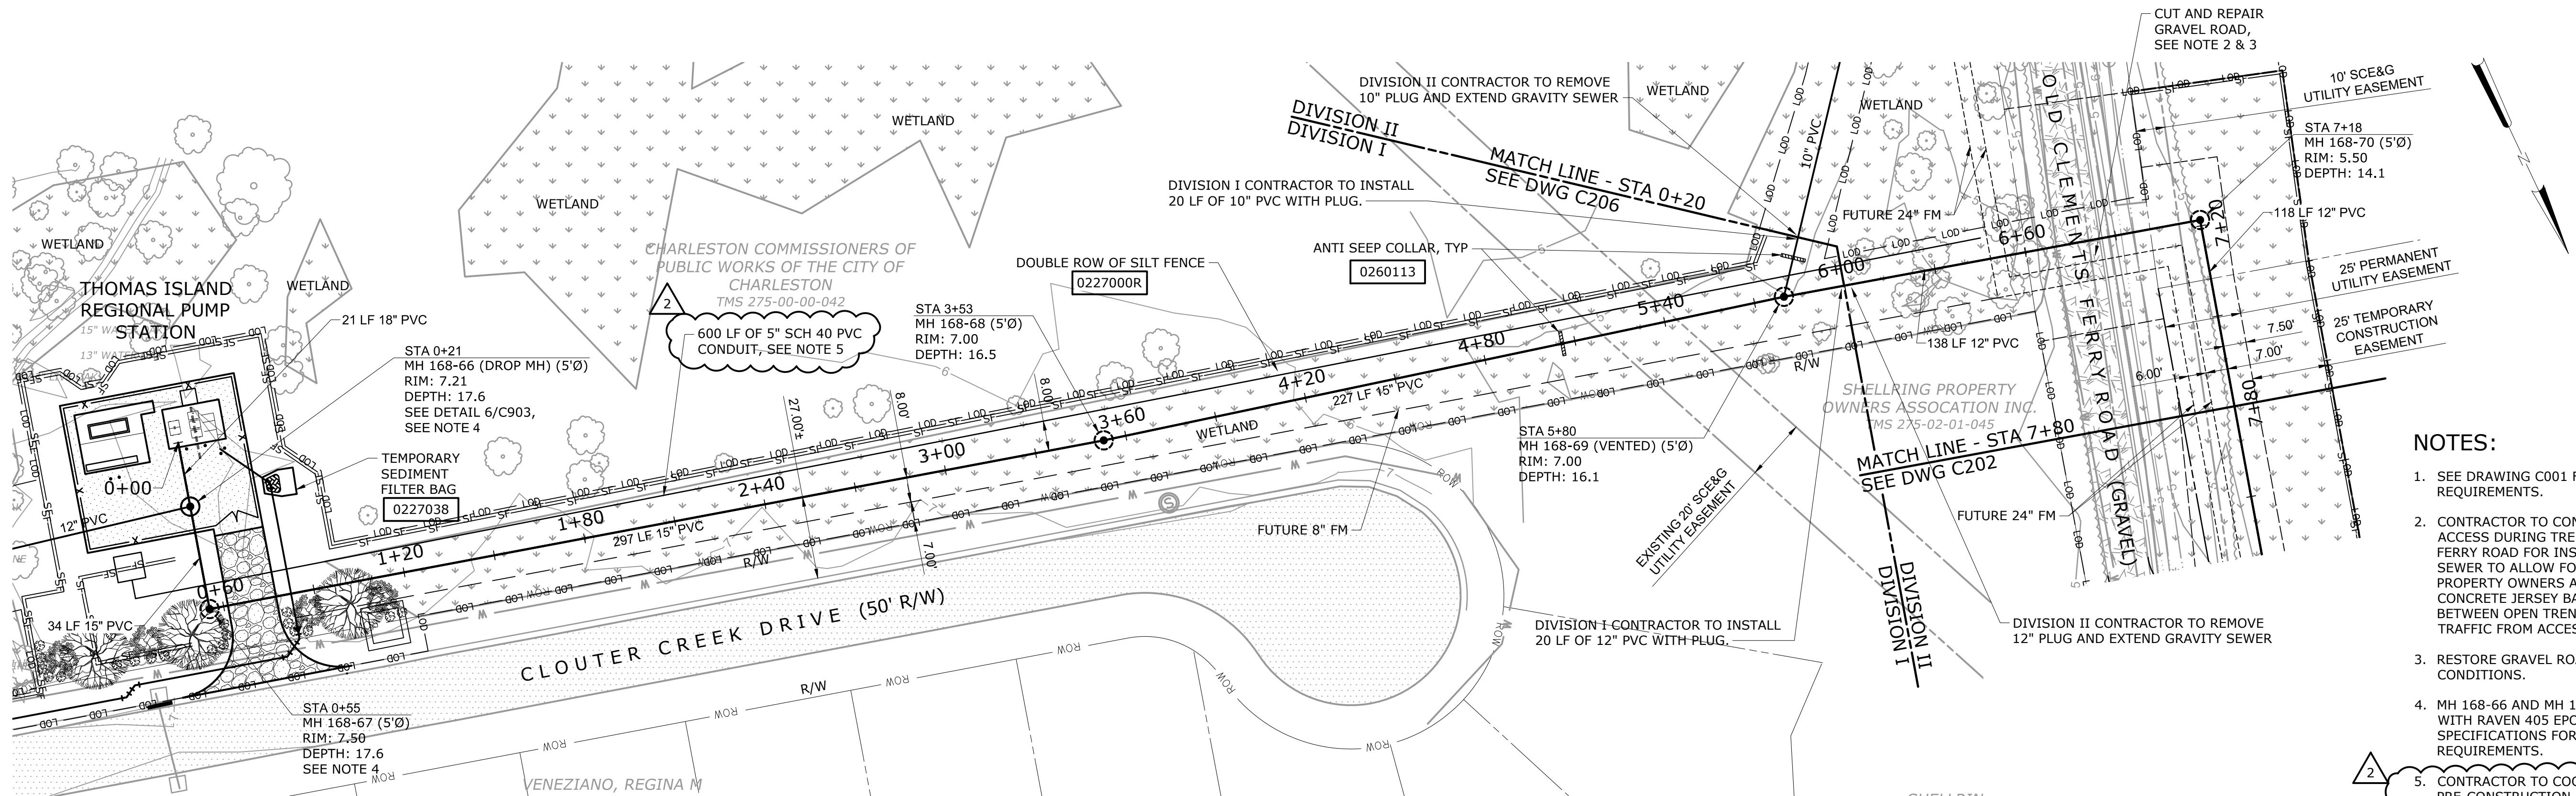 CUT AND REPAIR
GRAVEL ROAD,
SEE NOTE 2 & 3
10' SCE&G
UTILITY EASEMENT
DIVISION II CONTRACTOR TO REMOVE
10" PLUG AND EXTEND GRAVITY SEWER
WETLAND
WETLAND
DIVISION II
DIVISION I
MATCH LINE - STA 0+20
SEE DWG C206
10" PVC
OLD CLEMENTS FERRY ROAD (GRAVEL)
STA 7+18
MH 168-70 (5'Ø)
RIM: 5.50
DEPTH: 14.1
WETLAND
WETLAND
WETLAND
WETLAND
DIVISION I CONTRACTOR TO INSTALL
20 LF OF 10" PVC WITH PLUG.
FUTURE 24" FM
118 LF 12" PVC
ANTI SEEP COLLAR, TYP
0260113
DOUBLE ROW OF SILT FENCE
0227000R
CHARLESTON COMMISSIONERS OF
PUBLIC WORKS OF THE CITY OF
CHARLESTON
TMS 275-00-00-042
THOMAS ISLAND
REGIONAL PUMP
STATION
21 LF 18" PVC
2
600 LF OF 5" SCH 40 PVC
CONDUIT, SEE NOTE 5
STA 3+53
MH 168-68 (5'Ø)
RIM: 7.00
DEPTH: 16.5
STA 0+21
MH 168-66 (DROP MH) (5'Ø)
RIM: 7.21
DEPTH: 17.6
SEE DETAIL 6/C903,
SEE NOTE 4
TEMPORARY
SEDIMENT
FILTER BAG
0227038
25' PERMANENT
UTILITY EASEMENT
25' TEMPORARY
CONSTRUCTION
EASEMENT
7.50'
7.00'
6.00'
138 LF 12" PVC
SHELLRING PROPERTY
OWNERS ASSOCATION INC.
TMS 275-02-01-045
0+00
0+60
1+20
1+80
2+40
3+00
3+60
4+20
4+80
5+40
6+00
6+60
7+20
7+80
12" PVC
34 LF 15" PVC
297 LF 15" PVC
227 LF 15" PVC
27.00'±
8.00'
8.00'
7.00'
WETLAND
R/W
R/W
R/W
STA 5+80
MH 168-69 (VENTED) (5'Ø)
RIM: 7.00
DEPTH: 16.1
EXISTING 20' SCE&G
UTILITY EASEMENT
MATCH LINE - STA 7+80
SEE DWG C202
FUTURE 24" FM
FUTURE 8" FM
S
CLOUTER CREEK DRIVE (50' R/W)
DIVISION I CONTRACTOR TO INSTALL
20 LF OF 12" PVC WITH PLUG.
DIVISION II
DIVISION I
DIVISION II CONTRACTOR TO REMOVE
12" PLUG AND EXTEND GRAVITY SEWER
STA 0+55
MH 168-67 (5'Ø)
RIM: 7.50
DEPTH: 17.6
SEE NOTE 4
VENEZIANO, REGINA M
NOTES:
1. SEE DRAWING C001
REQUIREMENTS.
2. CONTRACTOR TO
ACCESS DURING
FERRY ROAD FOR
SEWER TO ALLOW
PROPERTY OWNERS
CONCRETE JERSEY
BETWEEN OPEN
TRAFFIC FROM
3. RESTORE GRAVEL
CONDITIONS.
4. MH 168-66 AND MH
WITH RAVEN 405
SPECIFICATIONS
REQUIREMENTS.
2
5. CONTRACTOR TO